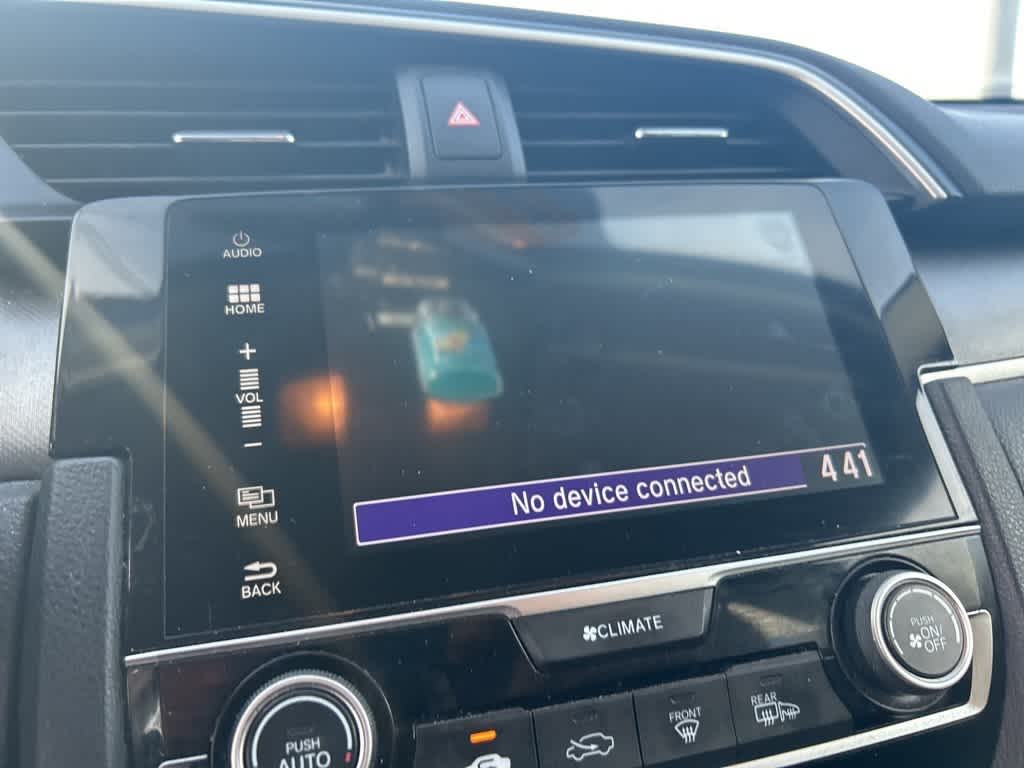 AUDIO
HOME
+
VOL
−
MENU
BACK
No device connected
4 41
CLIMATE
PUSH
ON/
OFF
PUSH
AUTO
FRONT
REAR